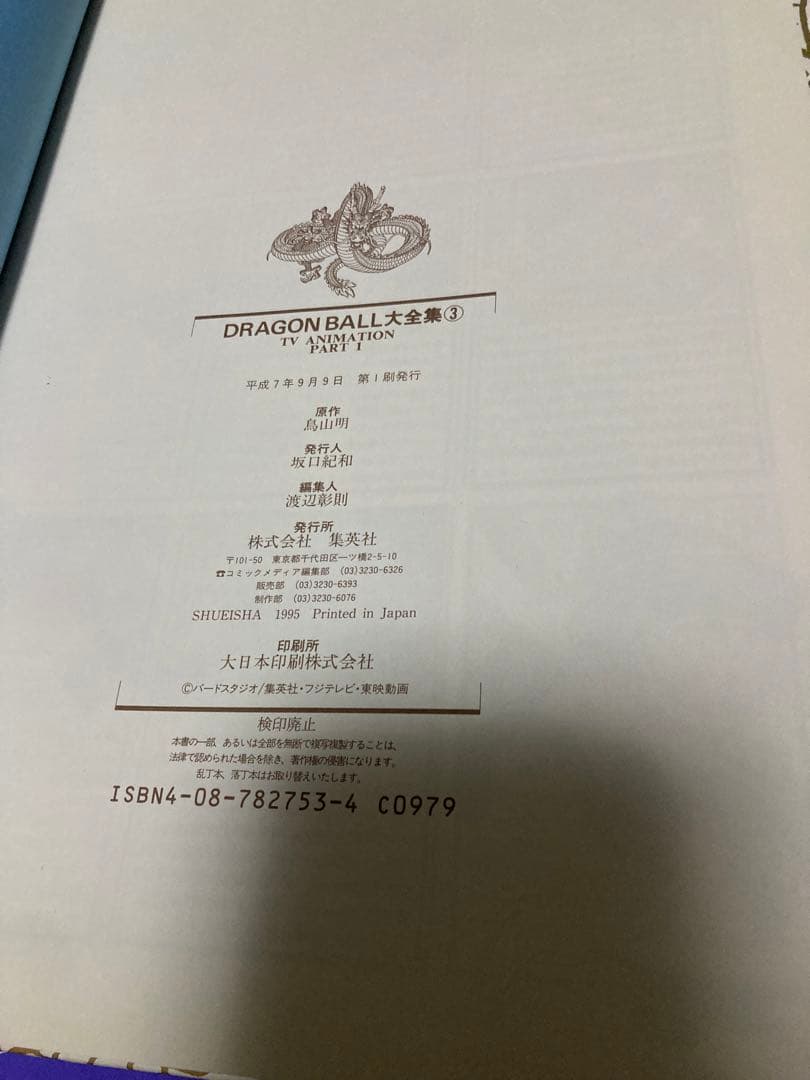 DRAGON BALL大全集③
TV ANIMATION
PART 1
平成7年9月9日 第1刷発行
原作
鳥山明
発行人
坂口紀和
編集人
渡辺彰則
発行所
株式会社 集英社
〒101-50 東京都千代田区一ツ橋2-5-10
☎コミックメディア編集部 (03)3230-6326
販売部 (03)3230-6393
制作部 (03)3230-6076
SHUEISHA 1995 Printed in Japan
印刷所
大日本印刷株式会社
©バードスタジオ/集英社・フジテレビ・東映動画
検印廃止
本書の一部、あるいは全部を無断で複写複製することは、
法律で認められた場合を除き、著作権の侵害になります。
乱丁本、落丁本はお取り替えいたします。
ISBN4-08-782753-4 C0979